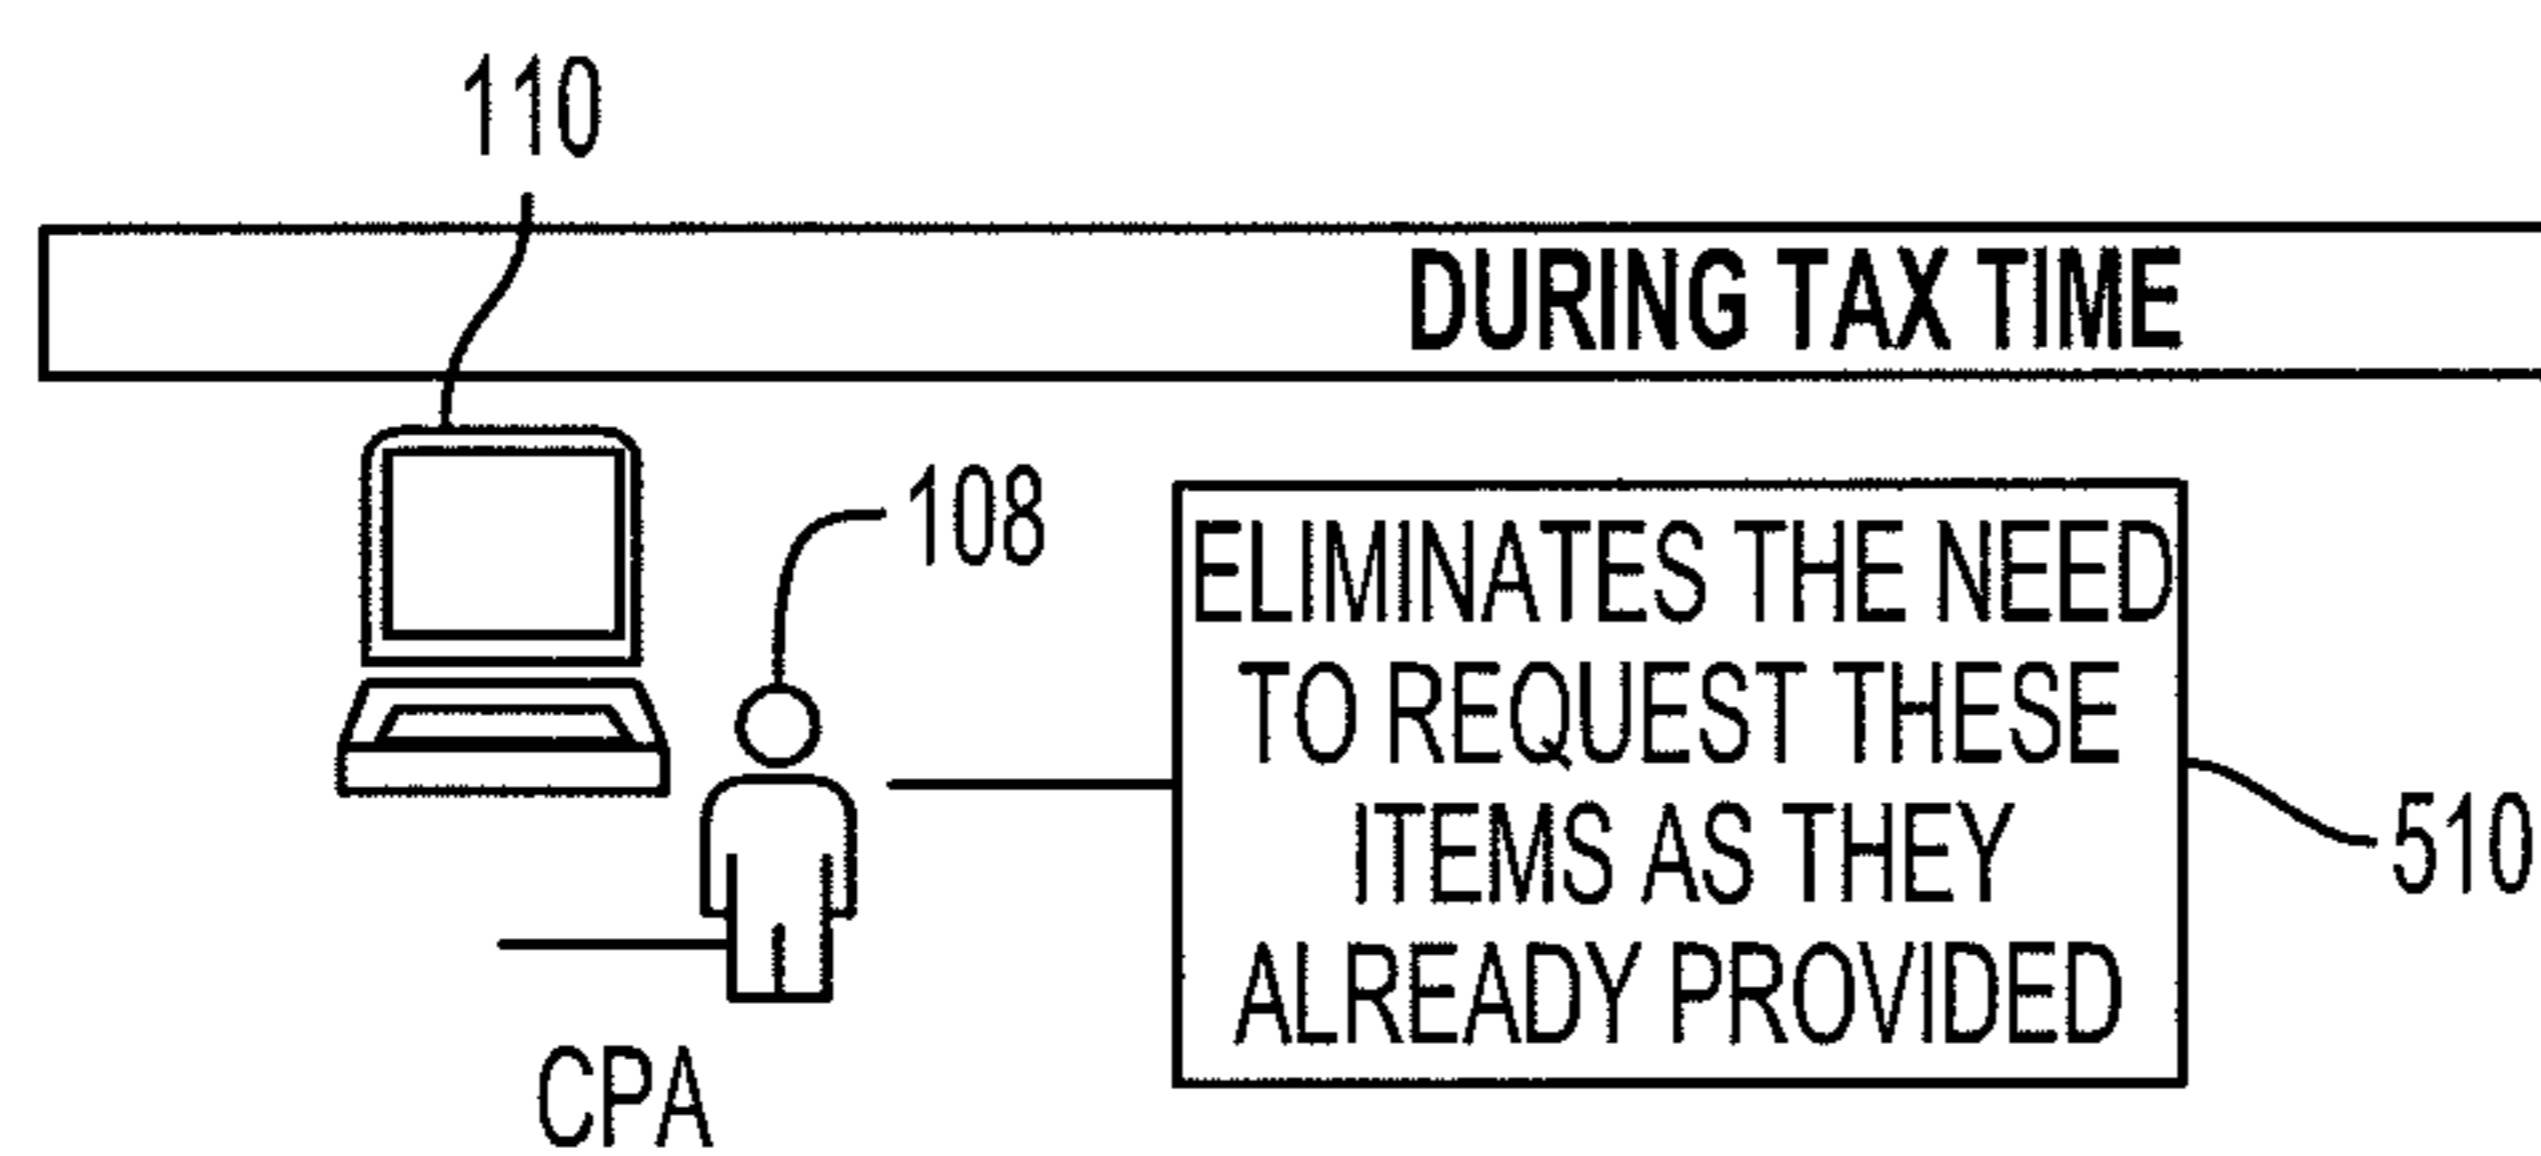 110
DURING TAX TIME
108
ELIMINATES THE NEED
TO REQUEST THESE
ITEMS AS THEY
ALREADY PROVIDED
510
CPA